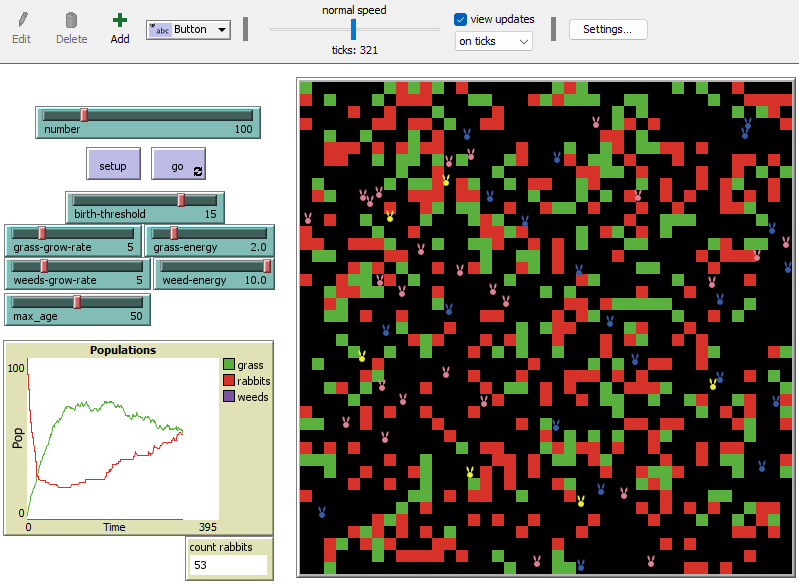 Edit
Delete
Add
abc Button
normal speed
ticks: 321
view updates
on ticks
Settings...
number 100
setup
go
birth-threshold 15
grass-grow-rate 5
grass-energy 2.0
weeds-grow-rate 5
weed-energy 10.0
max_age 50
Populations
100
Pop
0
0
Time
395
grass
rabbits
weeds
count rabbits
53